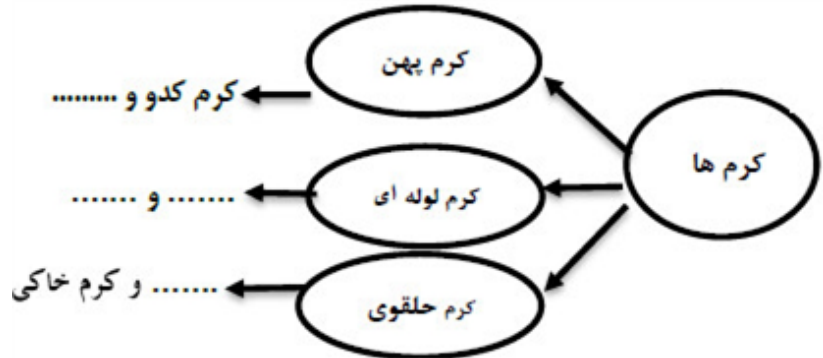 کرم ها
کرم پهن
کرم کدو و .........
کرم لوله ای
....... و .......
کرم حلقوی
....... و کرم خاکی